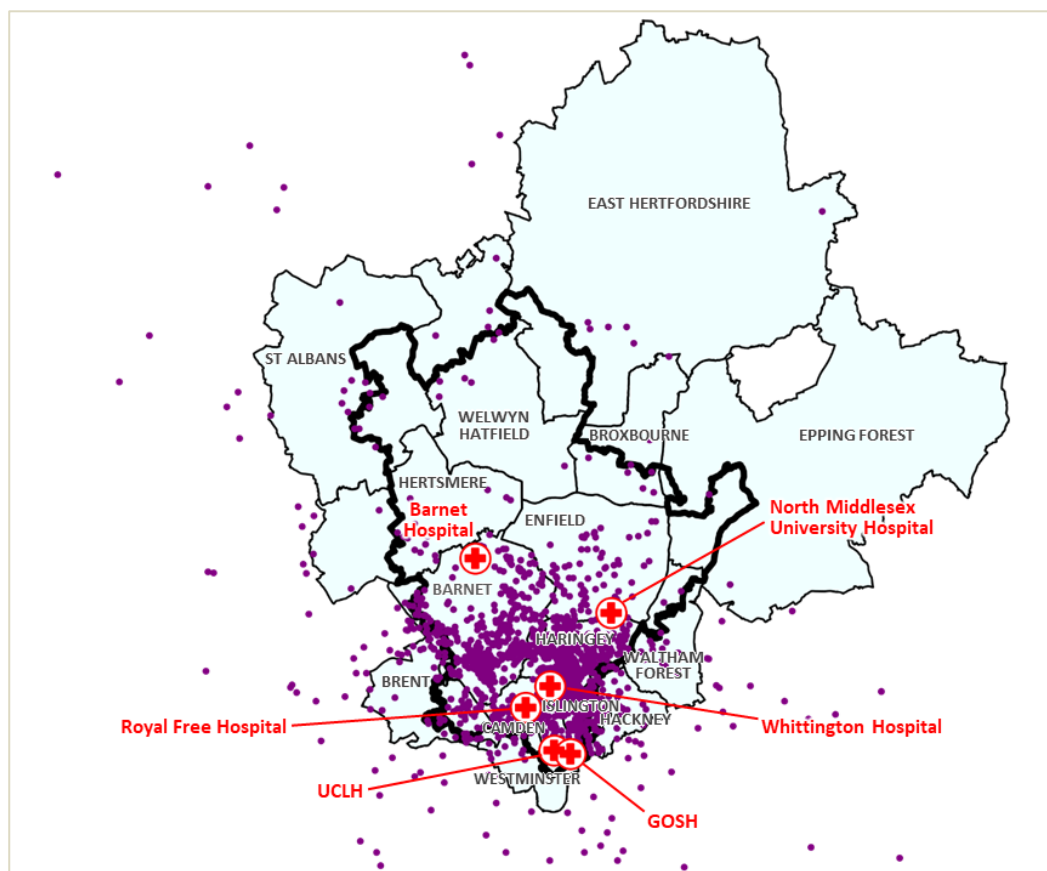 EAST HERTFORDSHIRE
ST ALBANS
WELWYN
HATFIELD
BROXBOURNE
EPPING FOREST
HERTSMERE
Barnet
Hospital
ENFIELD
North Middlesex
University Hospital
BARNET
HARINGEY
WALTHAM
FOREST
BRENT
ISLINGTON
HACKNEY
Royal Free Hospital
CAMDEN
Whittington Hospital
WESTMINSTER
UCLH
GOSH